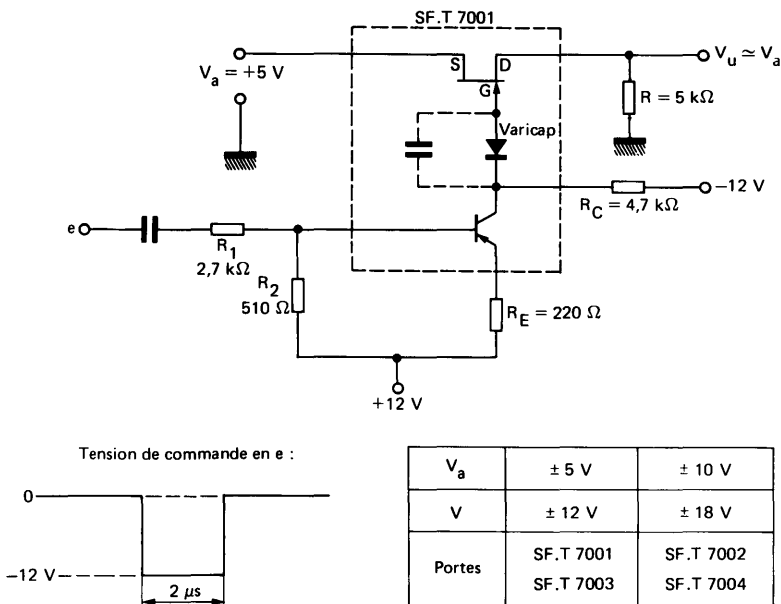 SF.T 7001
S D
V_a = +5 V
V_u ≃ V_a
G
R = 5 kΩ
Varicap
−12 V
R_C = 4,7 kΩ
e
R_1
2,7 kΩ
R_2
510 Ω
R_E = 220 Ω
+12 V
Tension de commande en e :
0
−12 V
2 μs
V_a ± 5 V ± 10 V
V ± 12 V ± 18 V
Portes SF.T 7001 SF.T 7002
SF.T 7003 SF.T 7004